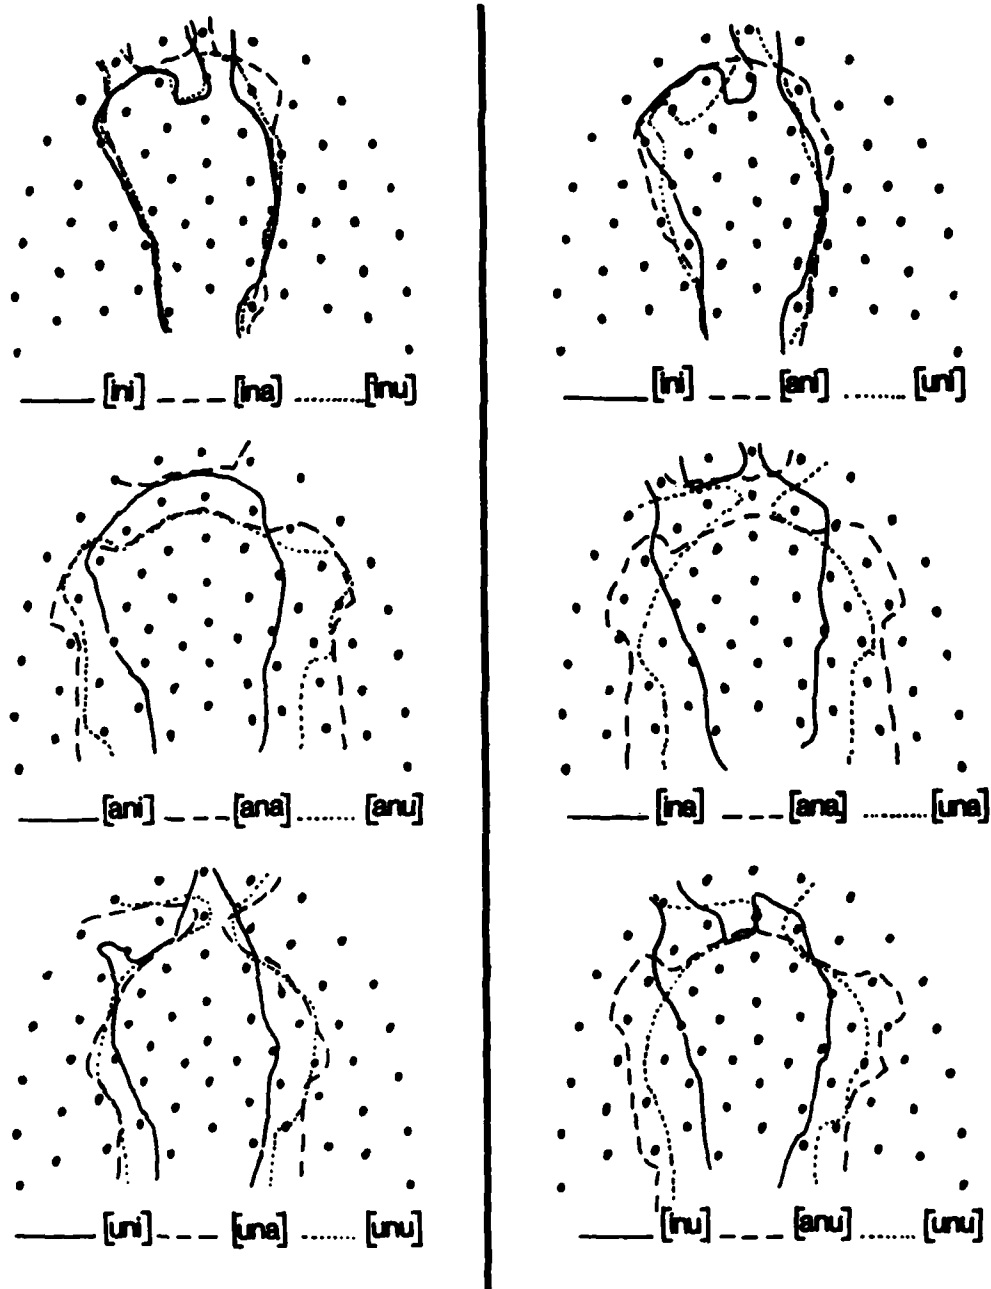 [ini] [ina] [inu]
[ini] [ani] [uni]
[ani] [ana] [anu]
[ina] [ana] [una]
[uni] [una] [unu]
[inu] [anu] [unu]